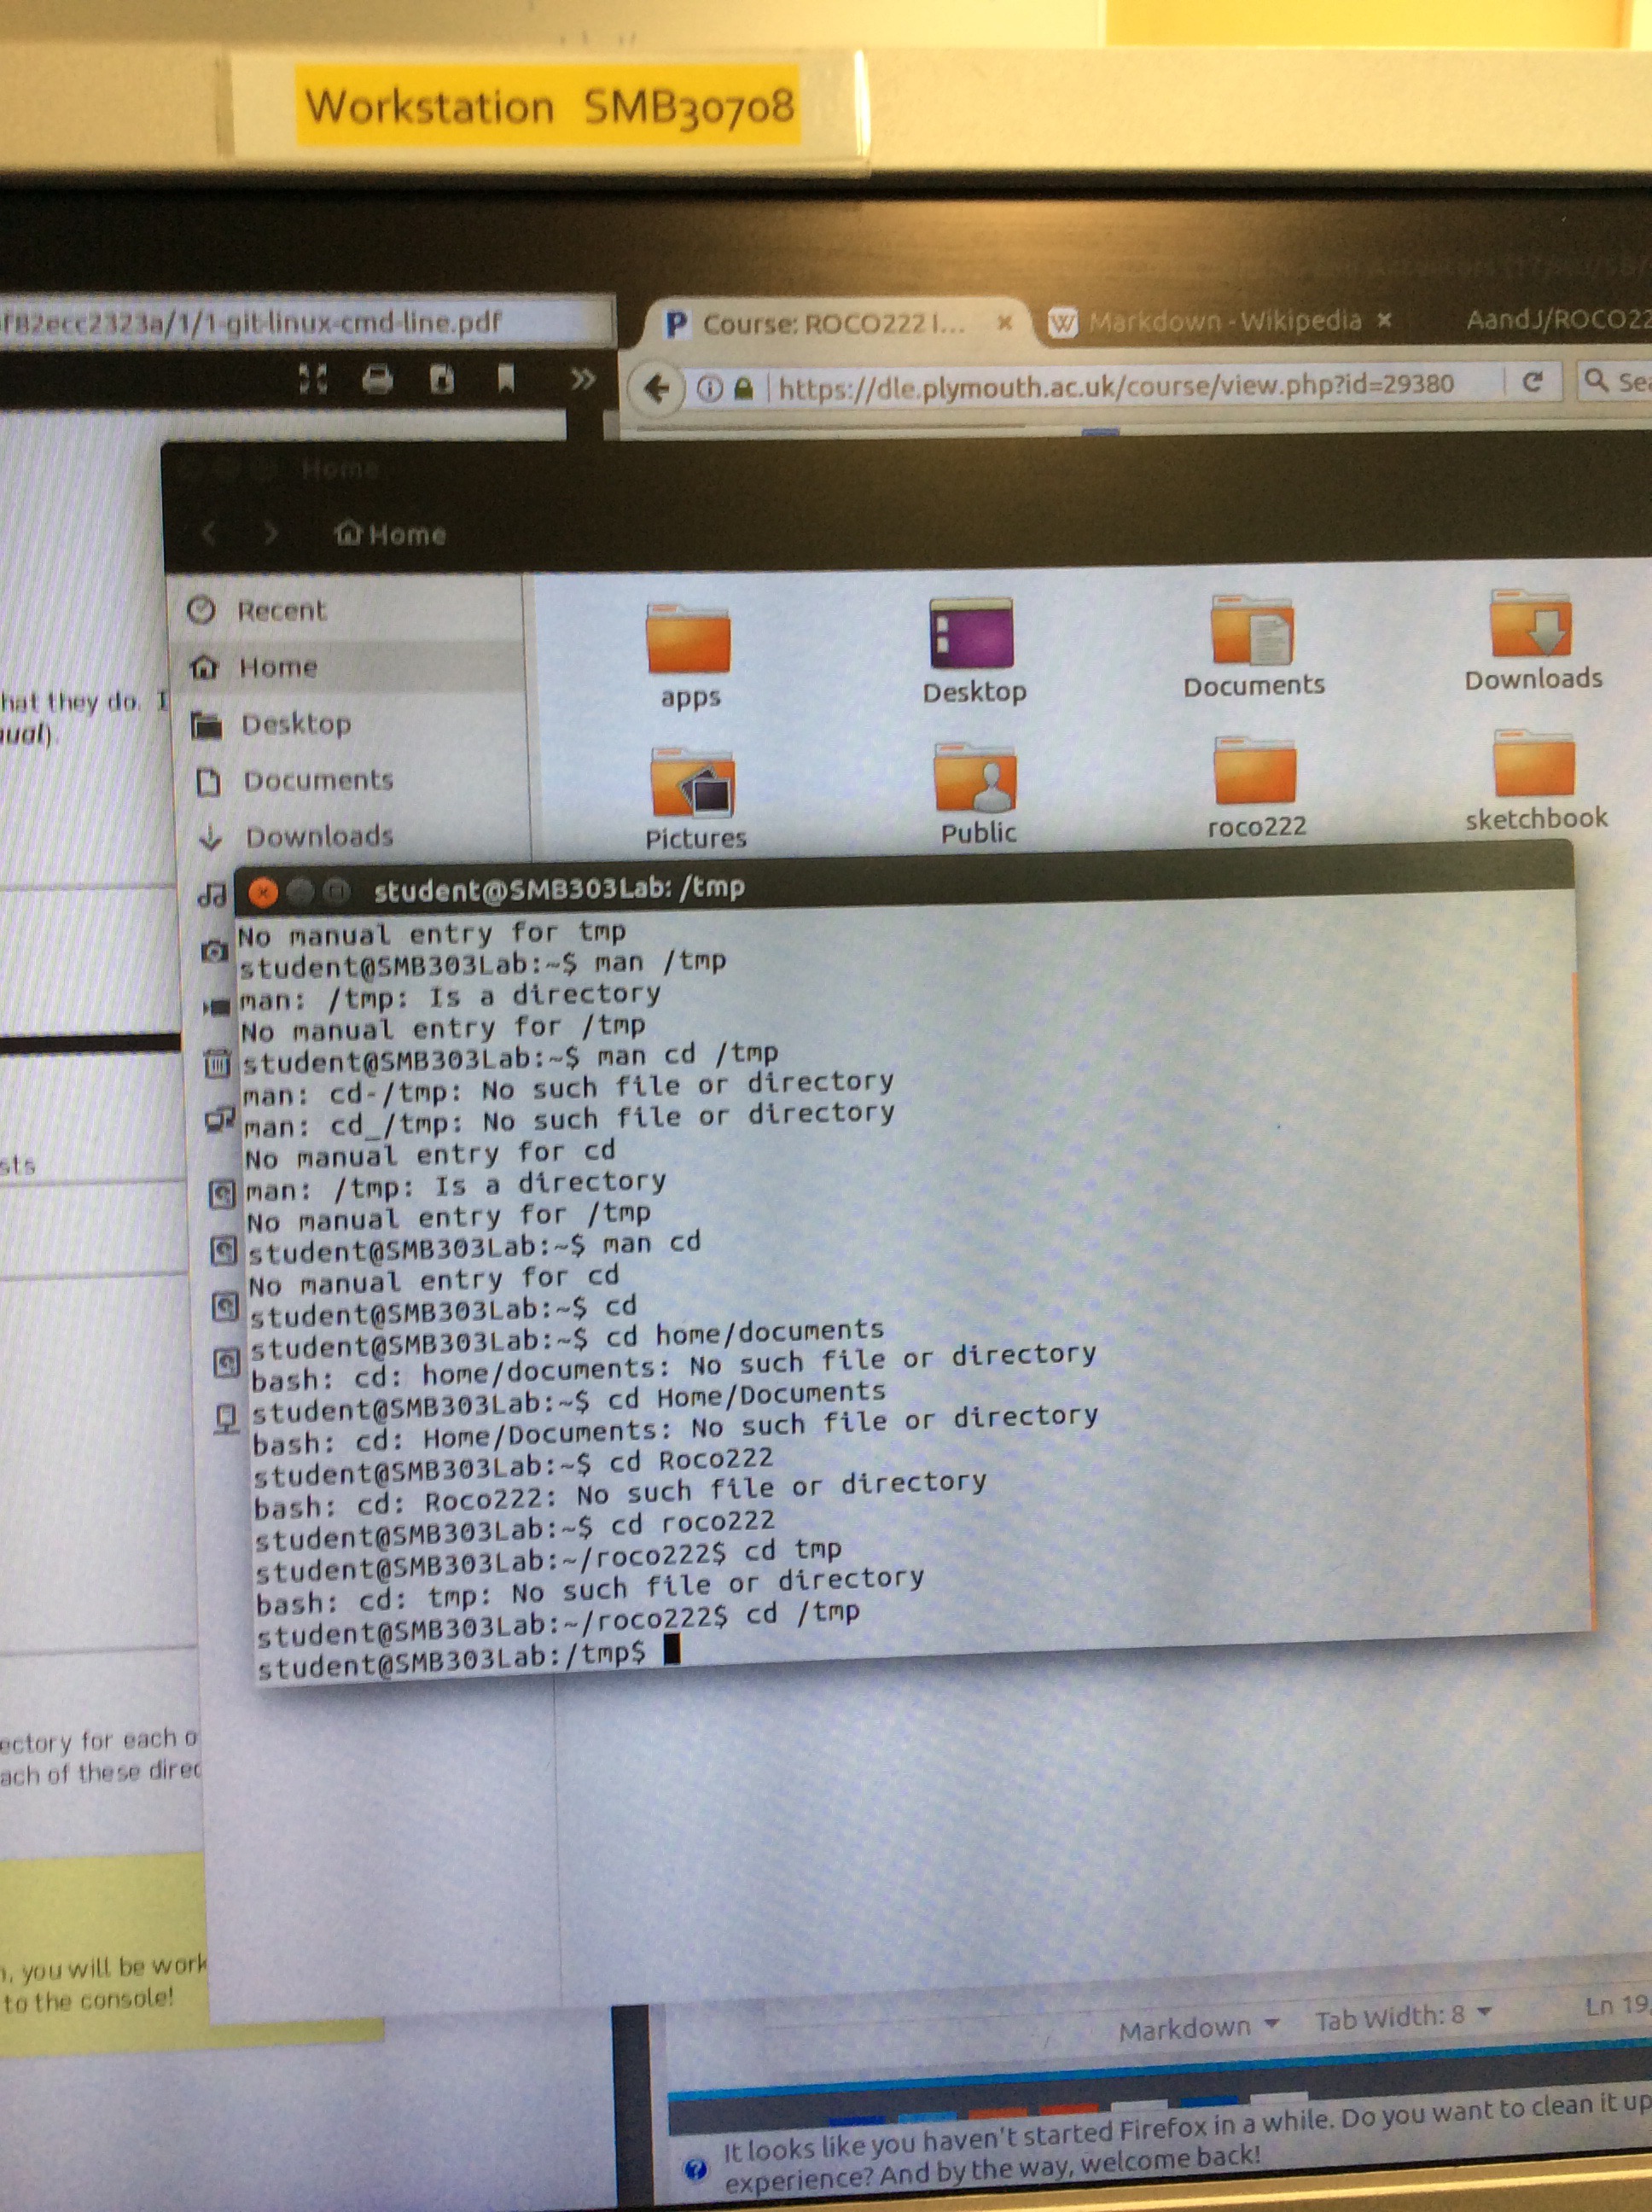 Workstation SMB30708
f82ecc2323a/1/1-git-linux-cmd-line.pdf
Course: ROCO222 I... ×
Markdown - Wikipedia ×
AandJ/ROCO22
https://dle.plymouth.ac.uk/course/view.php?id=29380
Home
Home
Recent
Home
Desktop
Documents
Downloads
apps
Desktop
Documents
Downloads
Pictures
Public
roco222
sketchbook
hat they do. I
ual).
student@SMB303Lab: /tmp
No manual entry for tmp
student@SMB303Lab:~$ man /tmp
man: /tmp: Is a directory
No manual entry for /tmp
student@SMB303Lab:~$ man cd /tmp
man: cd-/tmp: No such file or directory
man: cd_/tmp: No such file or directory
No manual entry for cd
man: /tmp: Is a directory
No manual entry for /tmp
student@SMB303Lab:~$ man cd
No manual entry for cd
student@SMB303Lab:~$ cd
student@SMB303Lab:~$ cd home/documents
bash: cd: home/documents: No such file or directory
student@SMB303Lab:~$ cd Home/Documents
bash: cd: Home/Documents: No such file or directory
student@SMB303Lab:~$ cd Roco222
bash: cd: Roco222: No such file or directory
student@SMB303Lab:~$ cd roco222
student@SMB303Lab:~/roco222$ cd tmp
bash: cd: tmp: No such file or directory
student@SMB303Lab:~/roco222$ cd /tmp
student@SMB303Lab:/tmp$
sts
ectory for each o
ach of these direc
, you will be work
to the console!
Markdown
Tab Width: 8
Ln 19,
It looks like you haven't started Firefox in a while. Do you want to clean it up
experience? And by the way, welcome back!